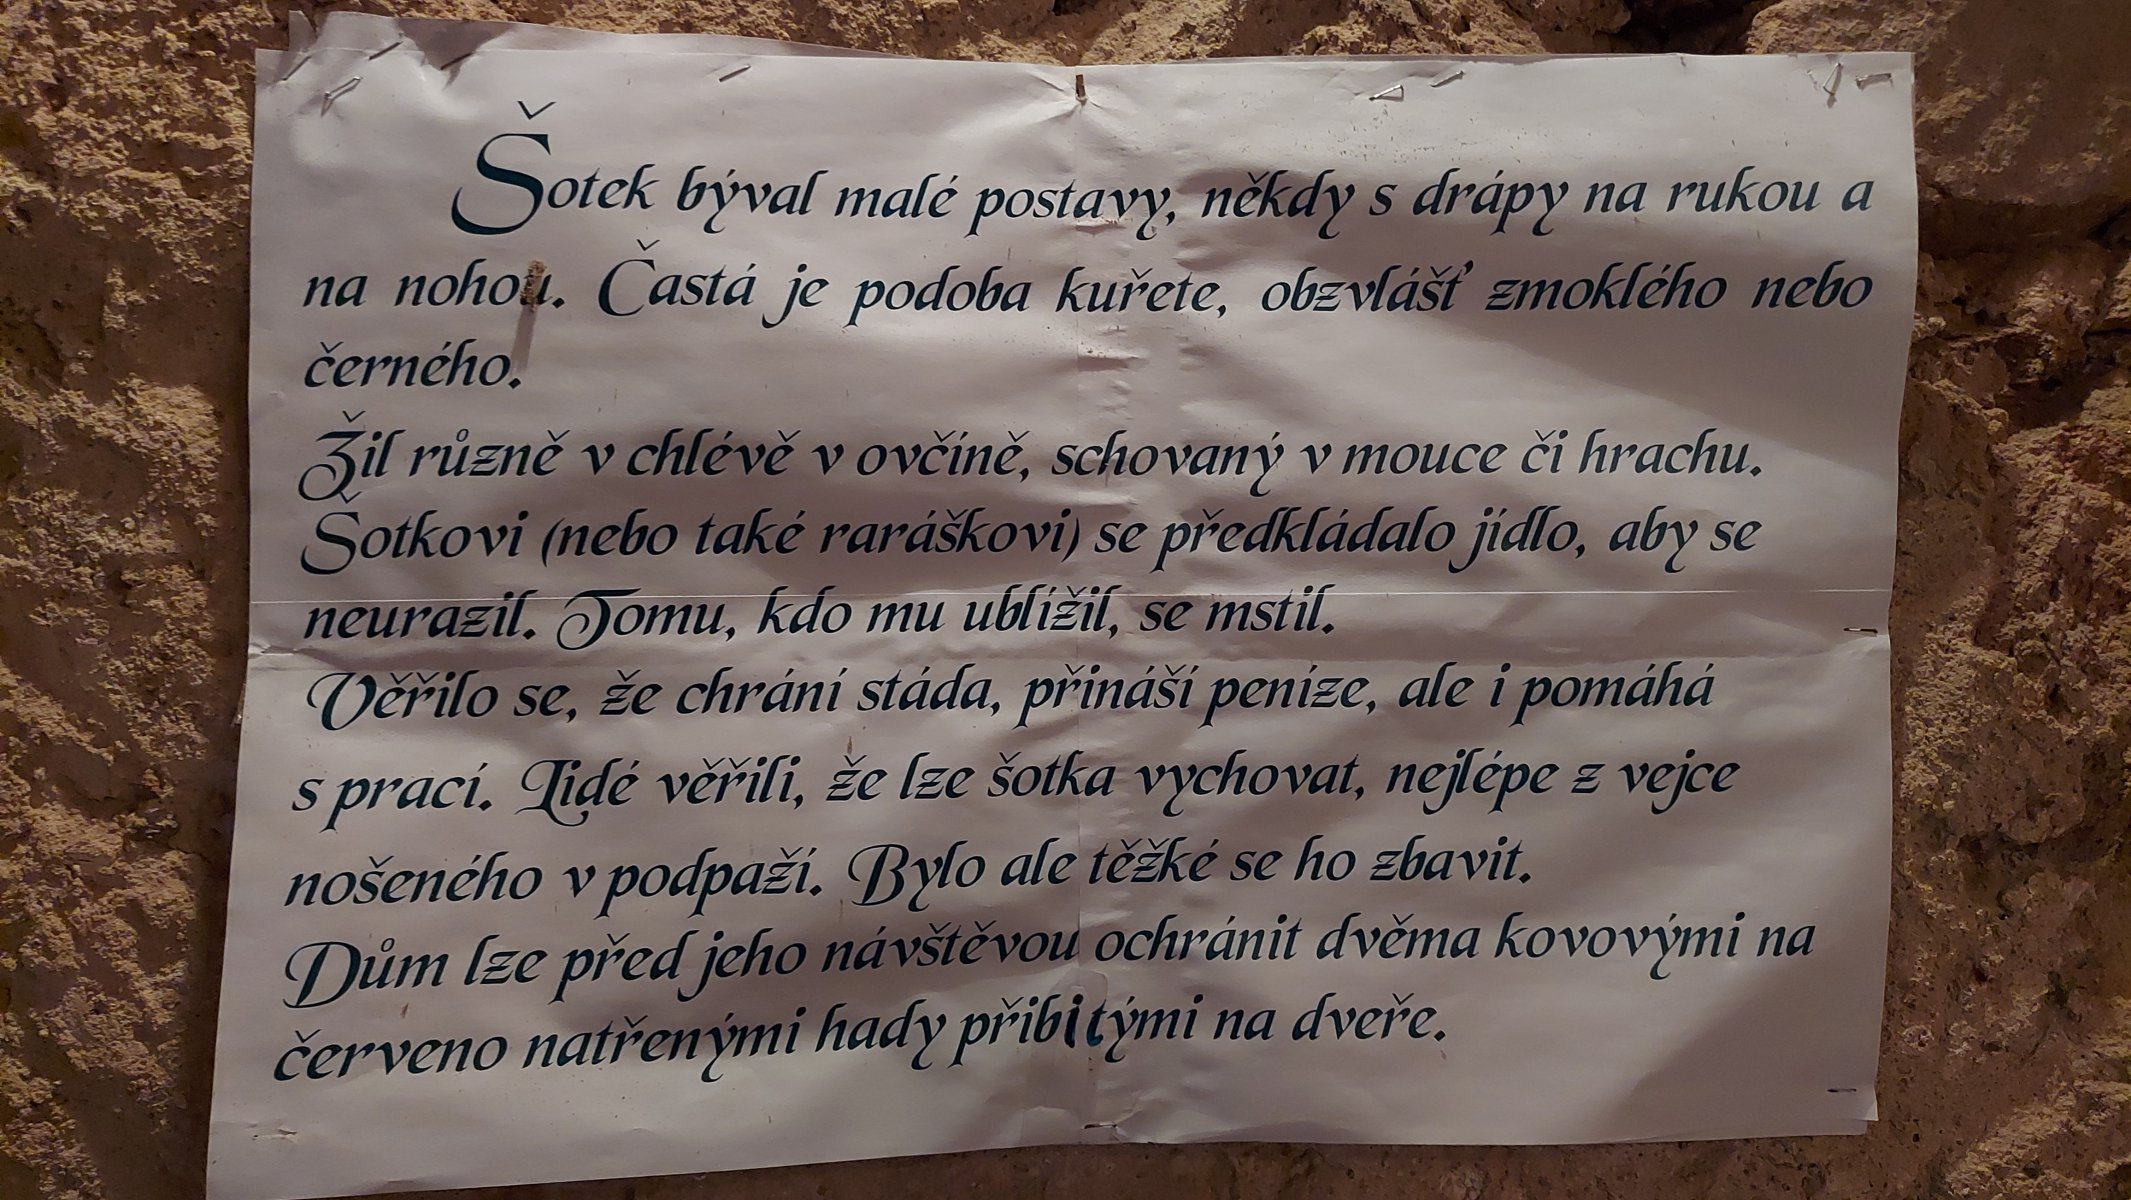 Šotek býval malé postavy, někdy s drápy na rukou a
na nohou. Častá je podoba kuřete, obzvlášť zmoklého nebo
černého.
Žil různě v chlévě v ovčíně, schovaný v mouce či hrachu.
Šotkovi (nebo také raráškovi) se předkládalo jídlo, aby se
neurazil. Tomu, kdo mu ublížil, se mstil.
Věřilo se, že chrání stáda, přináší peníze, ale i pomáhá
s prací. Lidé věřili, že lze šotka vychovat, nejlépe z vejce
nošeného v podpaží. Bylo ale těžké se ho zbavit.
Dům lze před jeho návštěvou ochránit dvěma kovovými na
červeno natřenými hady přibitými na dveře.